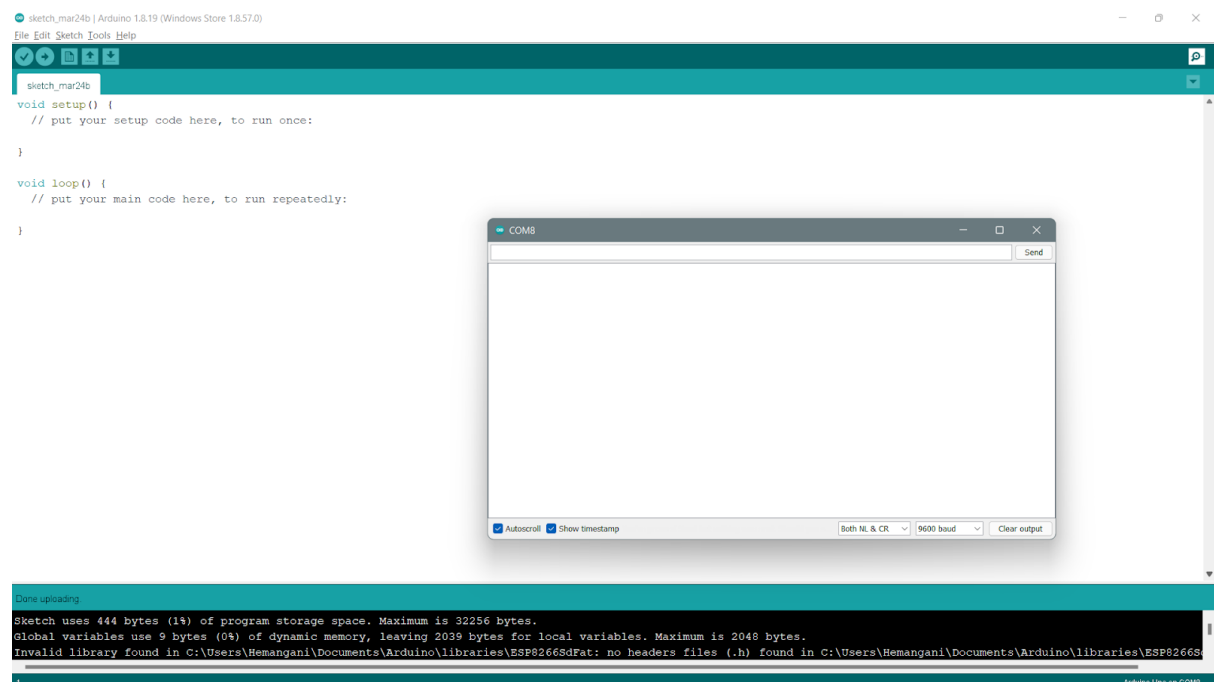 sketch_mar24b | Arduino 1.8.19 (Windows Store 1.8.57.0)
File Edit Sketch Tools Help
sketch_mar24b
void setup() {
  // put your setup code here, to run once:
}
void loop() {
  // put your main code here, to run repeatedly:
}
COM8
Send
Autoscroll Show timestamp Both NL & CR 9600 baud Clear output
Done uploading.
Sketch uses 444 bytes (1%) of program storage space. Maximum is 32256 bytes.
Global variables use 9 bytes (0%) of dynamic memory, leaving 2039 bytes for local variables. Maximum is 2048 bytes.
Invalid library found in C:\Users\Hemangani\Documents\Arduino\libraries\ESP8266SdFat: no headers files (.h) found in C:\Users\Hemangani\Documents\Arduino\libraries\ESP8266Sd